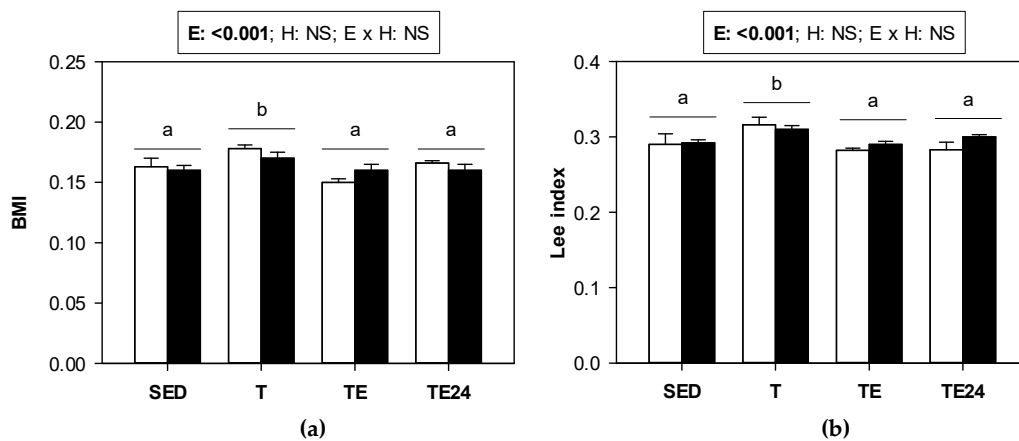 E: <0.001; H: NS; E x H: NS
0.25
0.20
0.15
0.10
0.05
0.00
BMI
a
b
a
a
SED T TE TE24
(a)
E: <0.001; H: NS; E x H: NS
0.4
0.3
0.2
0.1
0.0
Lee index
a
b
a
a
SED T TE TE24
(b)